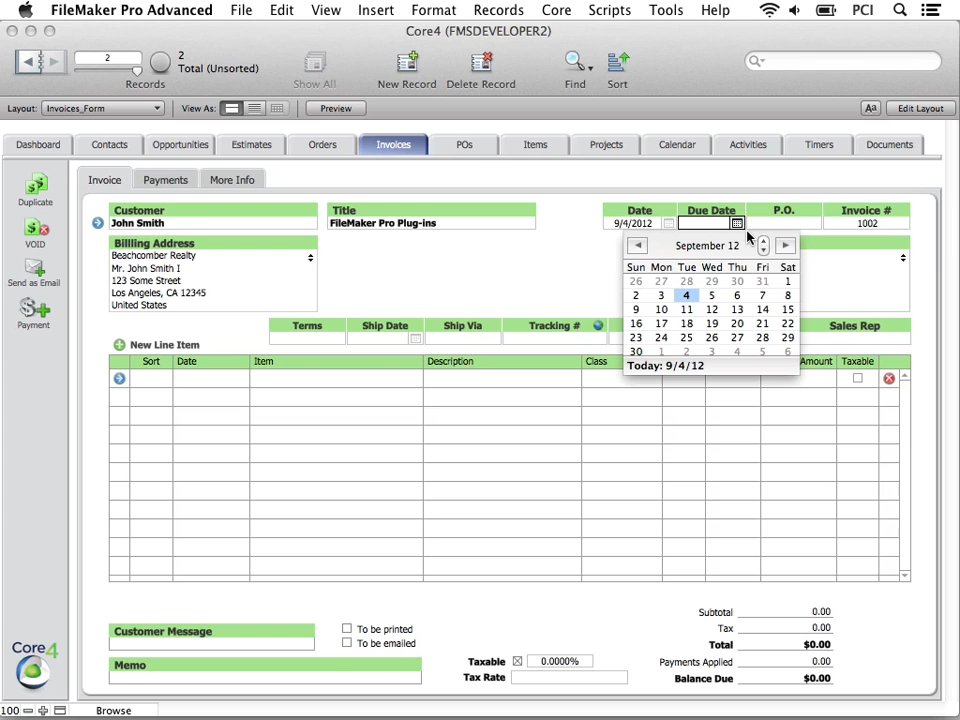 FileMaker Pro Advanced File Edit View Insert Format Records Core Scripts Tools Help PCI
Core4 (FMSDEVELOPER2)
2
2
Total (Unsorted)
Records
Show All
New Record
Delete Record
Find
Sort
Layout: Invoices_Form View As: Preview Aa Edit Layout
Dashboard Contacts Opportunities Estimates Orders Invoices POs Items Projects Calendar Activities Timers Documents
Invoice Payments More Info
Duplicate
VOID
Send as Email
Payment
Customer Title Date Due Date P.O. Invoice #
John Smith FileMaker Pro Plug-ins 9/4/2012 1002
Billling Address
Beachcomber Realty
Mr. John Smith I
123 Some Street
Los Angeles, CA 12345
United States
September 12
Sun Mon Tue Wed Thu Fri Sat
26 27 28 29 30 31 1
2 3 4 5 6 7 8
9 10 11 12 13 14 15
16 17 18 19 20 21 22
23 24 25 26 27 28 29
30 1 2 3 4 5 6
Today: 9/4/12
Terms Ship Date Ship Via Tracking # Sales Rep
New Line Item
Sort Date Item Description Class Amount Taxable
Customer Message
To be printed
To be emailed
Memo
Taxable 0.0000%
Tax Rate
Subtotal 0.00
Tax 0.00
Total $0.00
Payments Applied 0.00
Balance Due $0.00
Core4
100 Browse